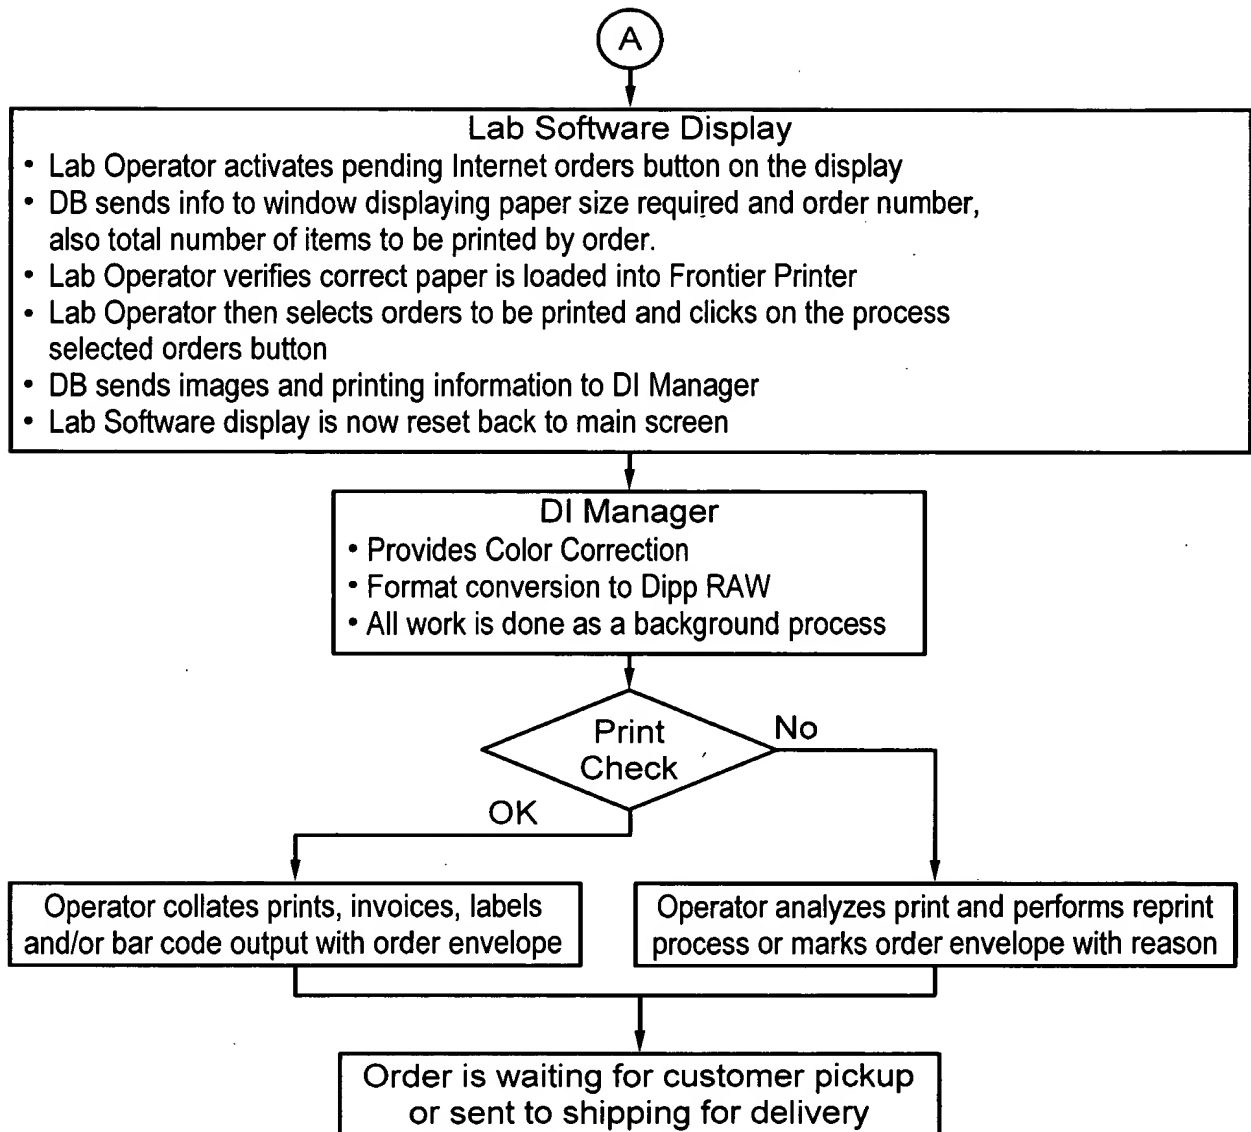 A
Lab Software Display
• Lab Operator activates pending Internet orders button on the display
• DB sends info to window displaying paper size required and order number,
also total number of items to be printed by order.
• Lab Operator verifies correct paper is loaded into Frontier Printer
• Lab Operator then selects orders to be printed and clicks on the process
selected orders button
• DB sends images and printing information to DI Manager
• Lab Software display is now reset back to main screen
DI Manager
• Provides Color Correction
• Format conversion to Dipp RAW
• All work is done as a background process
Print
Check
No
OK
Operator collates prints, invoices, labels
and/or bar code output with order envelope
Operator analyzes print and performs reprint
process or marks order envelope with reason
Order is waiting for customer pickup
or sent to shipping for delivery